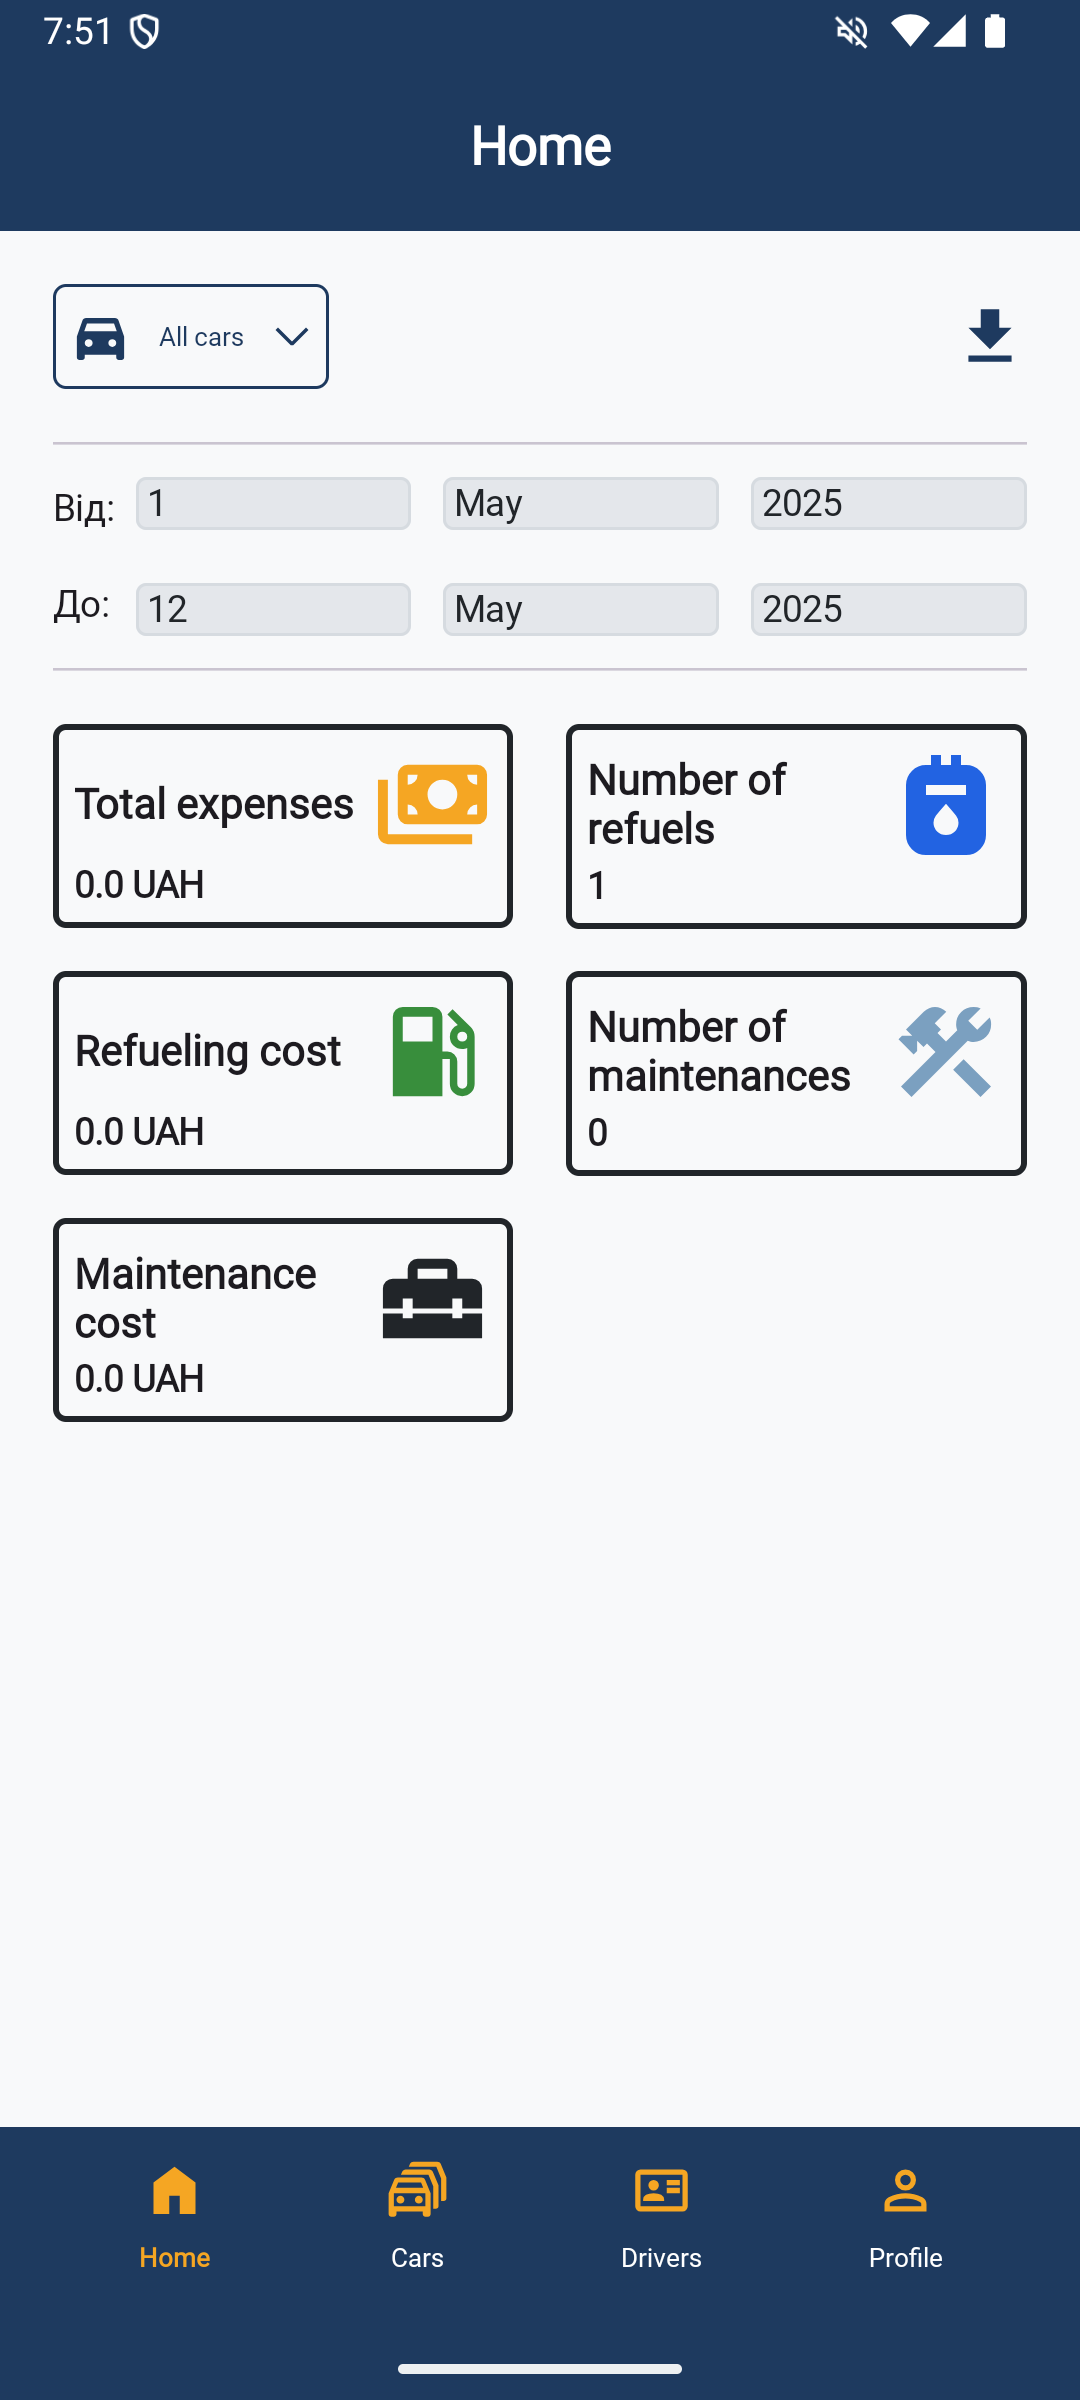 7:51
Home
All cars
Від: 1 May 2025
До: 12 May 2025
Total expenses
0.0 UAH
Number of
refuels
1
Refueling cost
0.0 UAH
Number of
maintenances
0
Maintenance
cost
0.0 UAH
Home Cars Drivers Profile